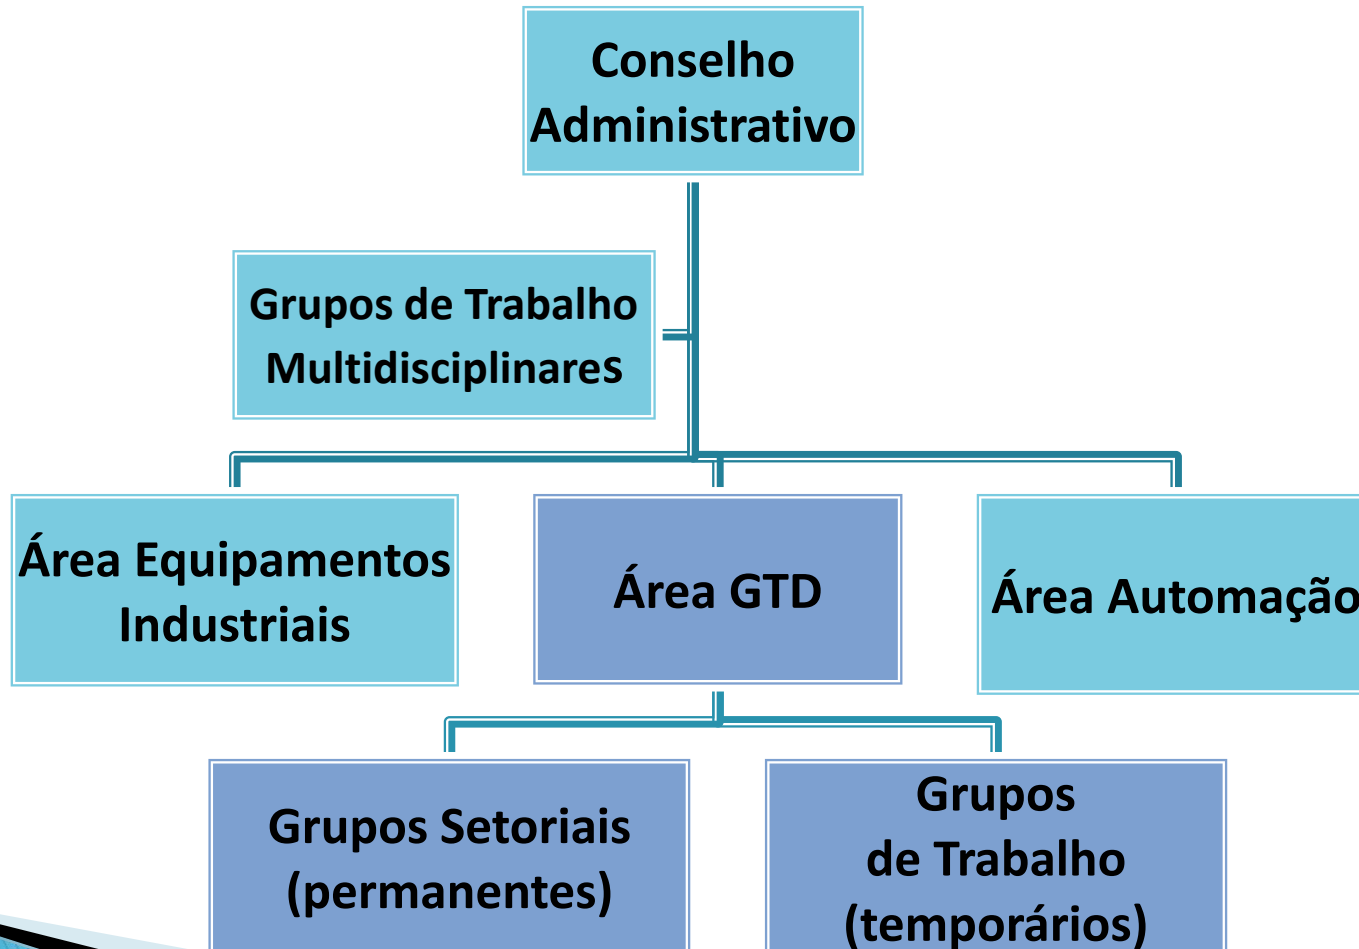 Conselho
Administrativo
Grupos de Trabalho
Multidisciplinares
Área Equipamentos
Industriais
Área GTD
Área Automação
Grupos Setoriais
(permanentes)
Grupos
de Trabalho
(temporários)